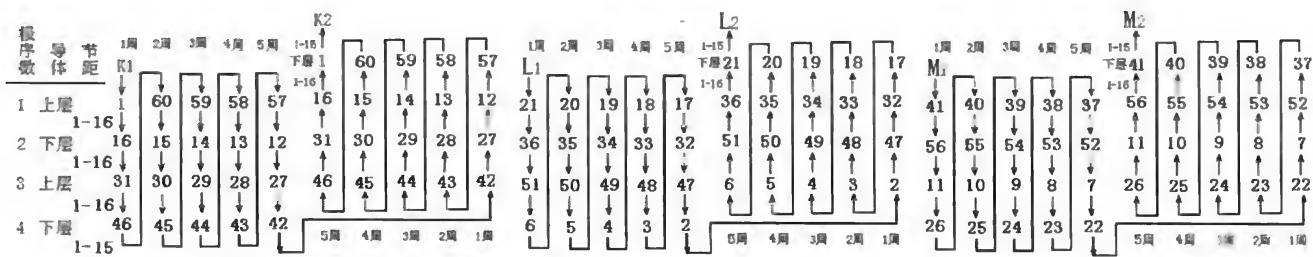 极序数 导体 节距
1周 2周 3周 4周 5周
K1
K2
1-15
下层 1 60 59 58 57
1-16
1 上层 1 60 59 58 57 16 15 14 13 12
1-16
2 下层 16 15 14 13 12 31 30 29 28 27
1-16
3 上层 31 30 29 28 27 46 45 44 43 42
1-16
4 下层 46 45 44 43 42
1-15
5周 4周 3周 2周 1周
1周 2周 3周 4周 5周
L1
L2
1-15
下层 21 20 19 18 17
1-16
21 20 19 18 17 36 35 34 33 32
36 35 34 33 32 51 50 49 48 47
51 50 49 48 47 6 5 4 3 2
6 5 4 3 2
5周 4周 3周 2周 1周
1周 2周 3周 4周 5周
M1
M2
1-15
下层 41 40 39 38 37
1-16
41 40 39 38 37 56 55 54 53 52
56 55 54 53 52 11 10 9 8 7
11 10 9 8 7 26 25 24 23 22
26 25 24 23 22
5周 4周 3周 2周 1周